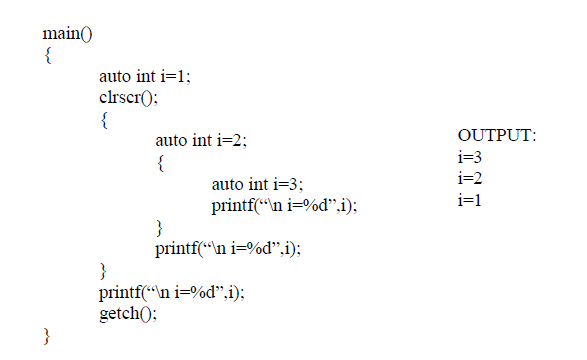 main()
{
auto int i=1;
clrscr();
{
auto int i=2;
{
auto int i=3;
printf(“\n i=%d”,i);
}
printf(“\n i=%d”,i);
}
printf(“\n i=%d”,i);
getch();
}
OUTPUT:
i=3
i=2
i=1